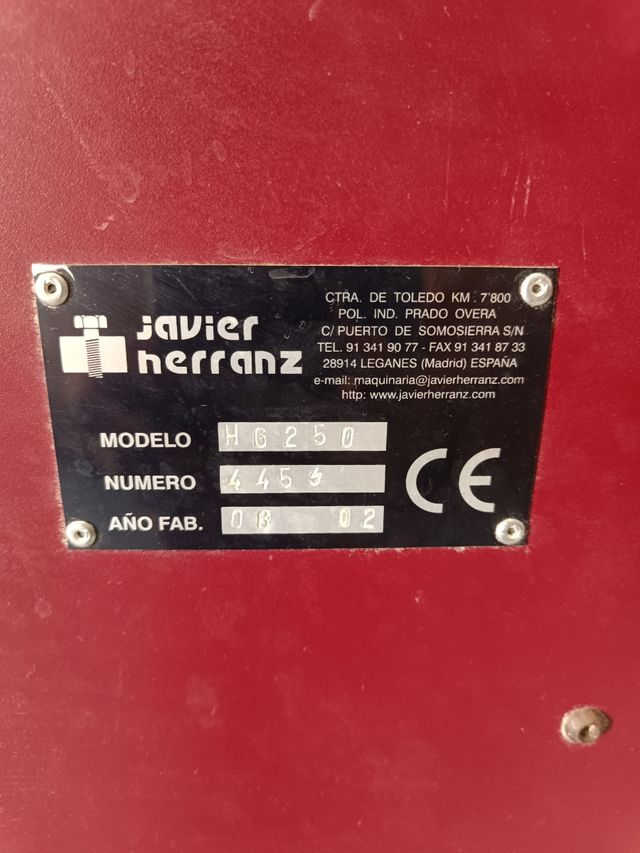 javier
herranz
CTRA. DE TOLEDO KM. 7'800
POL. IND. PRADO OVERA
C/ PUERTO DE SOMOSIERRA S/N
TEL. 91 341 90 77 - FAX 91 341 87 33
28914 LEGANES (Madrid) ESPAÑA
e-mail: maquinaria@javierherranz.com
http: www.javierherranz.com
MODELO HG250
NUMERO
AÑO FAB. 02
CE